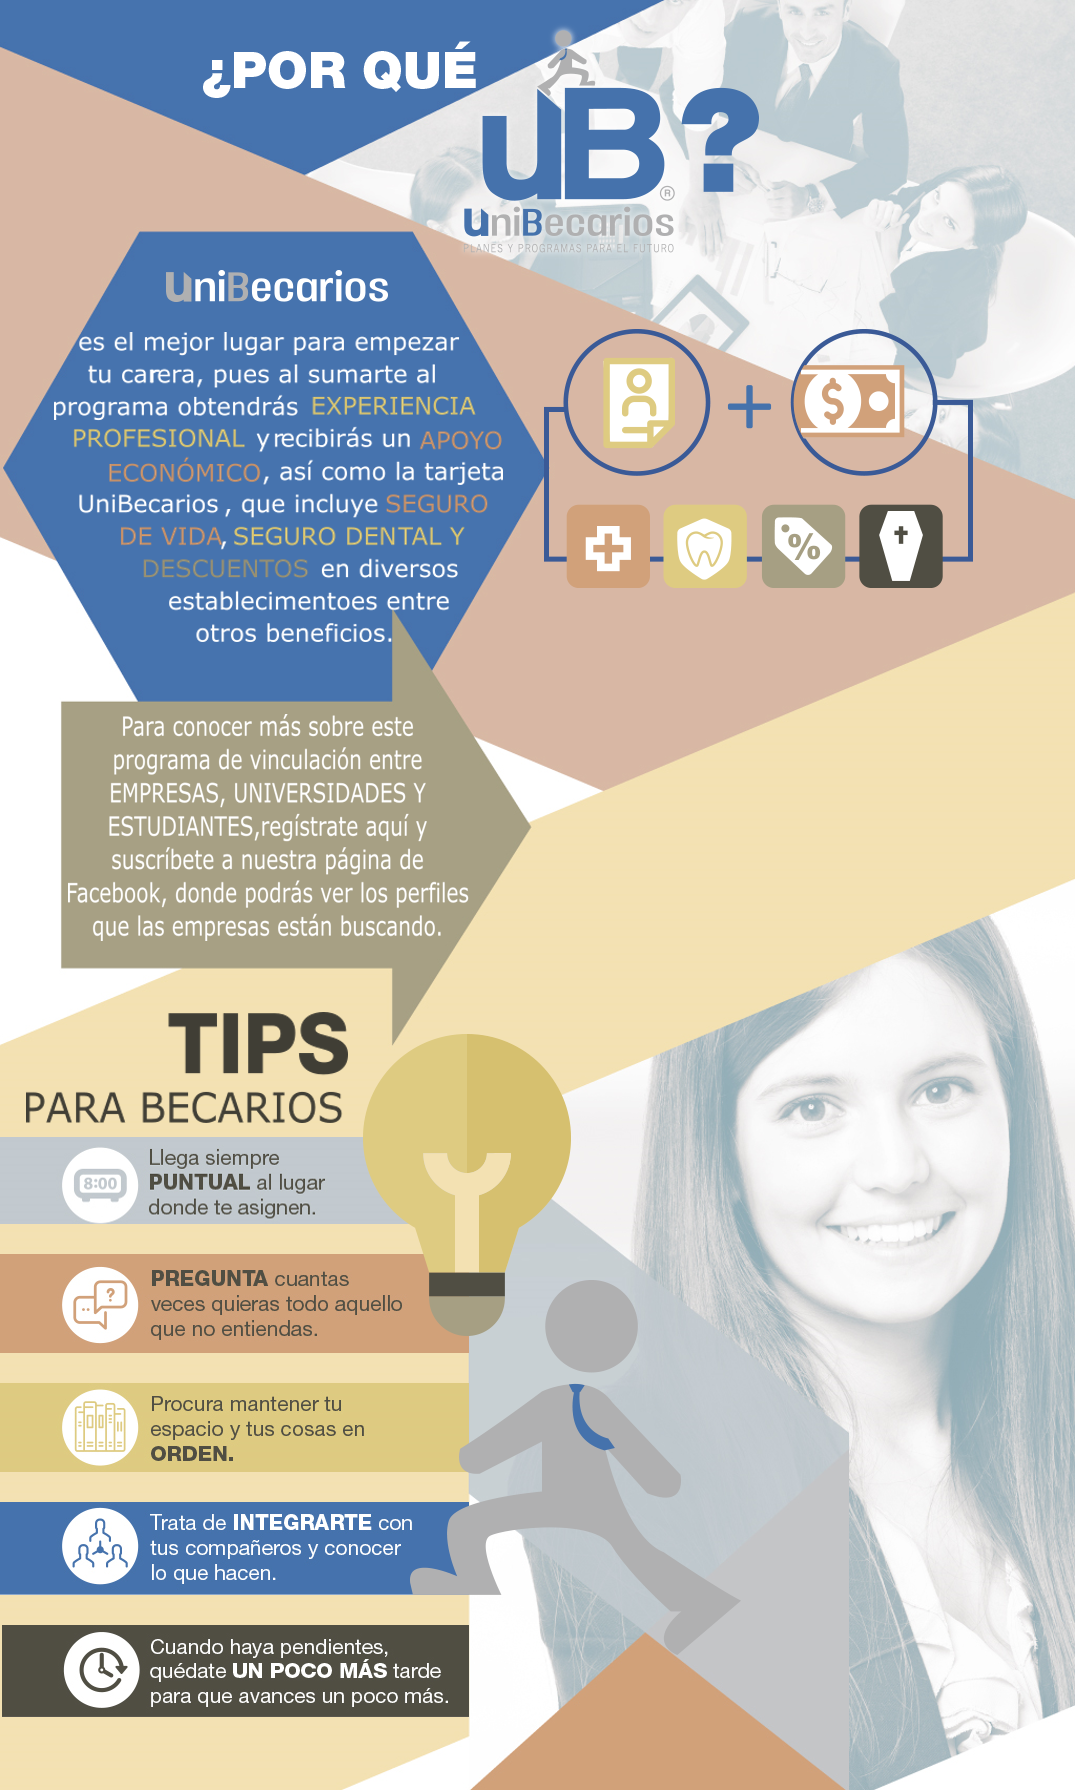 ¿POR QUÉ
uB®?
UniBecarios
PLANES Y PROGRAMAS PARA EL FUTURO
UniBecarios
es el mejor lugar para empezar
tu carera, pues al sumarte al
programa obtendrás EXPERIENCIA
PROFESIONAL y recibirás un APOYO
ECONÓMICO, así como la tarjeta
UniBecarios, que incluye SEGURO
DE VIDA, SEGURO DENTAL Y
DESCUENTOS en diversos
establecimentoes entre
otros beneficios.
$
%
Para conocer más sobre este
programa de vinculación entre
EMPRESAS, UNIVERSIDADES Y
ESTUDIANTES,regístrate aquí y
suscríbete a nuestra página de
Facebook, donde podrás ver los perfiles
que las empresas están buscando.
TIPS
PARA BECARIOS
8:00
Llega siempre
PUNTUAL al lugar
donde te asignen.
?
PREGUNTA cuantas
veces quieras todo aquello
que no entiendas.
Procura mantener tu
espacio y tus cosas en
ORDEN.
Trata de INTEGRARTE con
tus compañeros y conocer
lo que hacen.
Cuando haya pendientes,
quédate UN POCO MÁS tarde
para que avances un poco más.